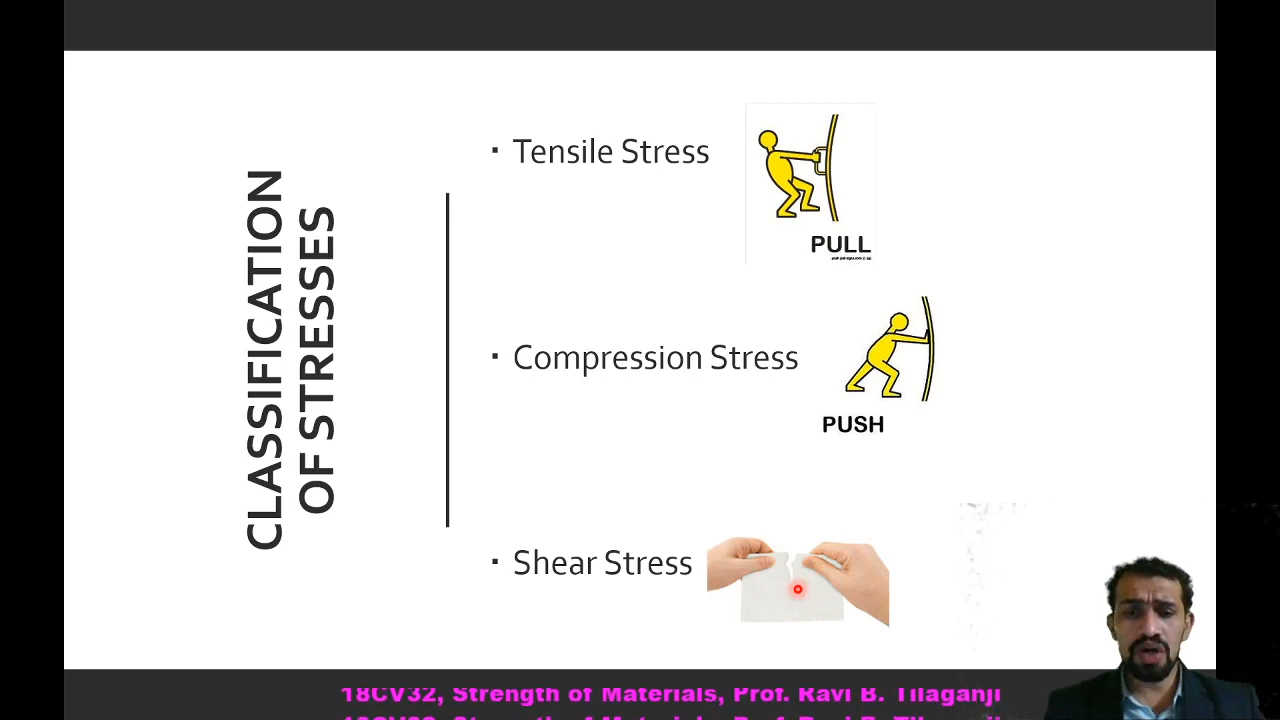 CLASSIFICATION
OF STRESSES
▪ Tensile Stress
PULL
▪ Compression Stress
PUSH
▪ Shear Stress
18CV32, Strength of Materials, Prof. Ravi B. Tilaganji